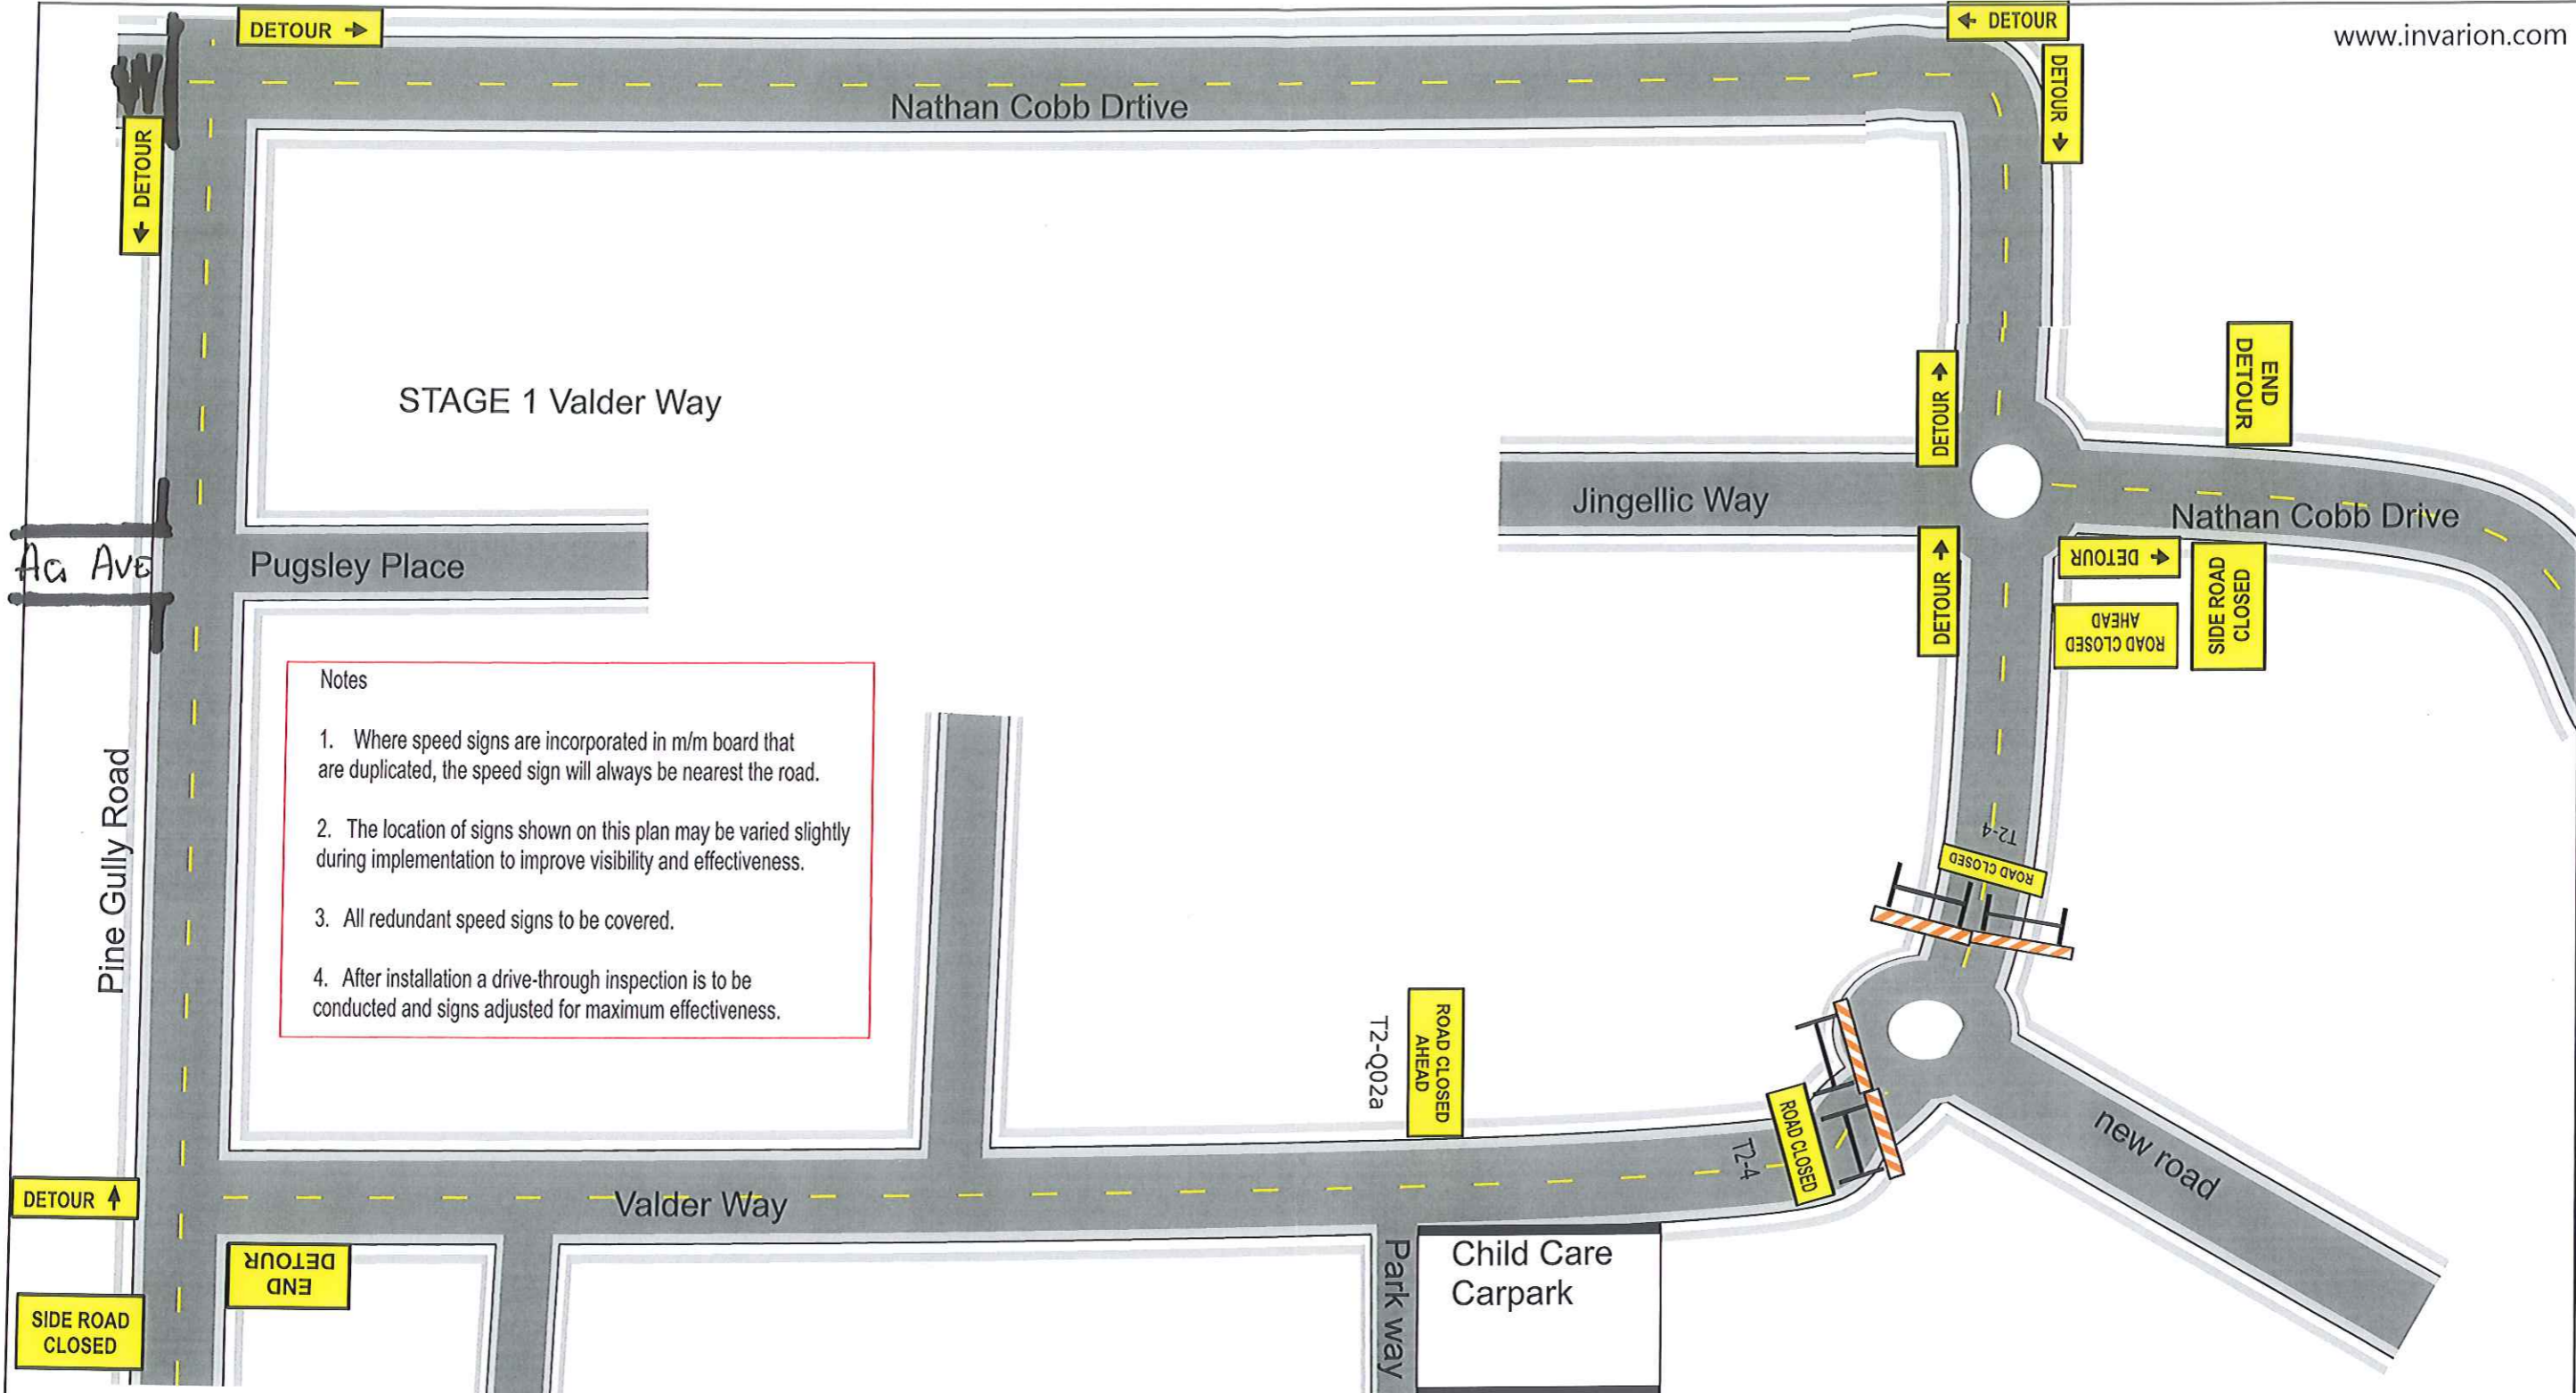 DETOUR →
← DETOUR
www.invarion.com
W
← DETOUR
DETOUR →
Nathan Cobb Drtive
STAGE 1 Valder Way
DETOUR →
END
DETOUR
Jingellic Way
Nathan Cobb Drive
Ag Ave
Pugsley Place
DETOUR →
DETOUR ←
SIDE ROAD
CLOSED
ROAD CLOSED
AHEAD
Notes
1. Where speed signs are incorporated in m/m board that
are duplicated, the speed sign will always be nearest the road.
2. The location of signs shown on this plan may be varied slightly
during implementation to improve visibility and effectiveness.
3. All redundant speed signs to be covered.
4. After installation a drive-through inspection is to be
conducted and signs adjusted for maximum effectiveness.
Pine Gully Road
T2-4
ROAD CLOSED
T2-Q02a
ROAD CLOSED
AHEAD
ROAD CLOSED
T2-4
new road
DETOUR ↑
Valder Way
END
DETOUR
SIDE ROAD
CLOSED
Park way
Child Care
Carpark